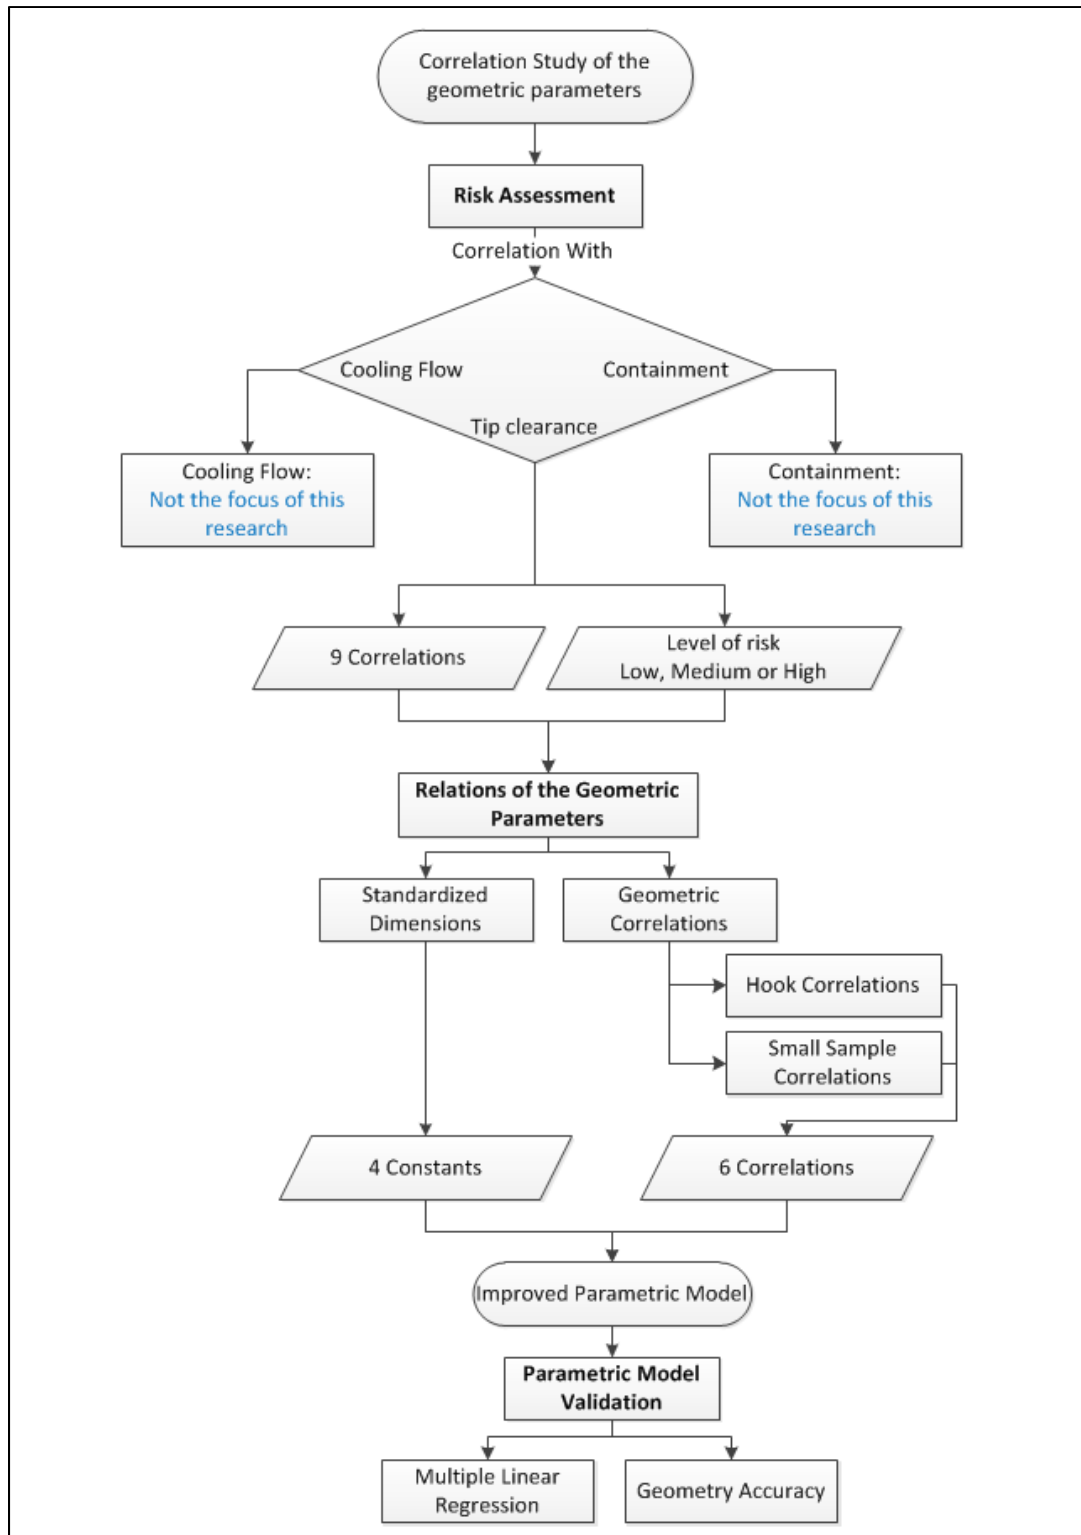 Correlation Study of the
geometric parameters
Risk Assessment
Correlation With
Cooling Flow
Containment
Tip clearance
Cooling Flow:
Not the focus of this
research
Containment:
Not the focus of this
research
9 Correlations
Level of risk
Low, Medium or High
Relations of the Geometric
Parameters
Standardized
Dimensions
Geometric
Correlations
Hook Correlations
Small Sample
Correlations
4 Constants
6 Correlations
Improved Parametric Model
Parametric Model
Validation
Multiple Linear
Regression
Geometry Accuracy